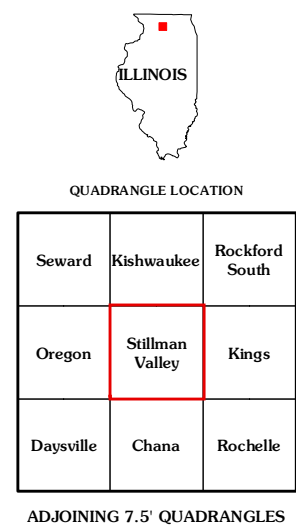 ILLINOIS
QUADRANGLE LOCATION
Seward
Kishwaukee
Rockford
South
Oregon
Stillman
Valley
Kings
Daysville
Chana
Rochelle
ADJOINING 7.5' QUADRANGLES